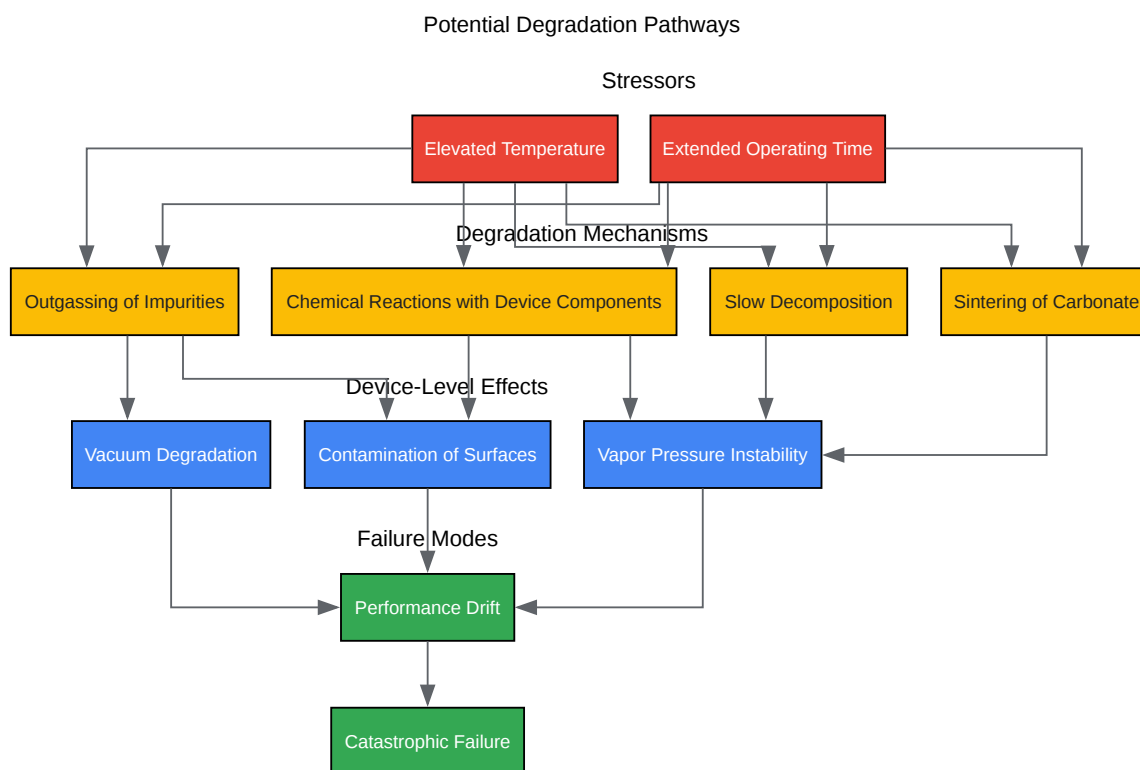 Potential Degradation Pathways
Stressors
Elevated Temperature
Extended Operating Time
Degradation Mechanisms
Outgassing of Impurities
Chemical Reactions with Device Components
Slow Decomposition
Sintering of Carbonate
Device-Level Effects
Vacuum Degradation
Contamination of Surfaces
Vapor Pressure Instability
Failure Modes
Performance Drift
Catastrophic Failure